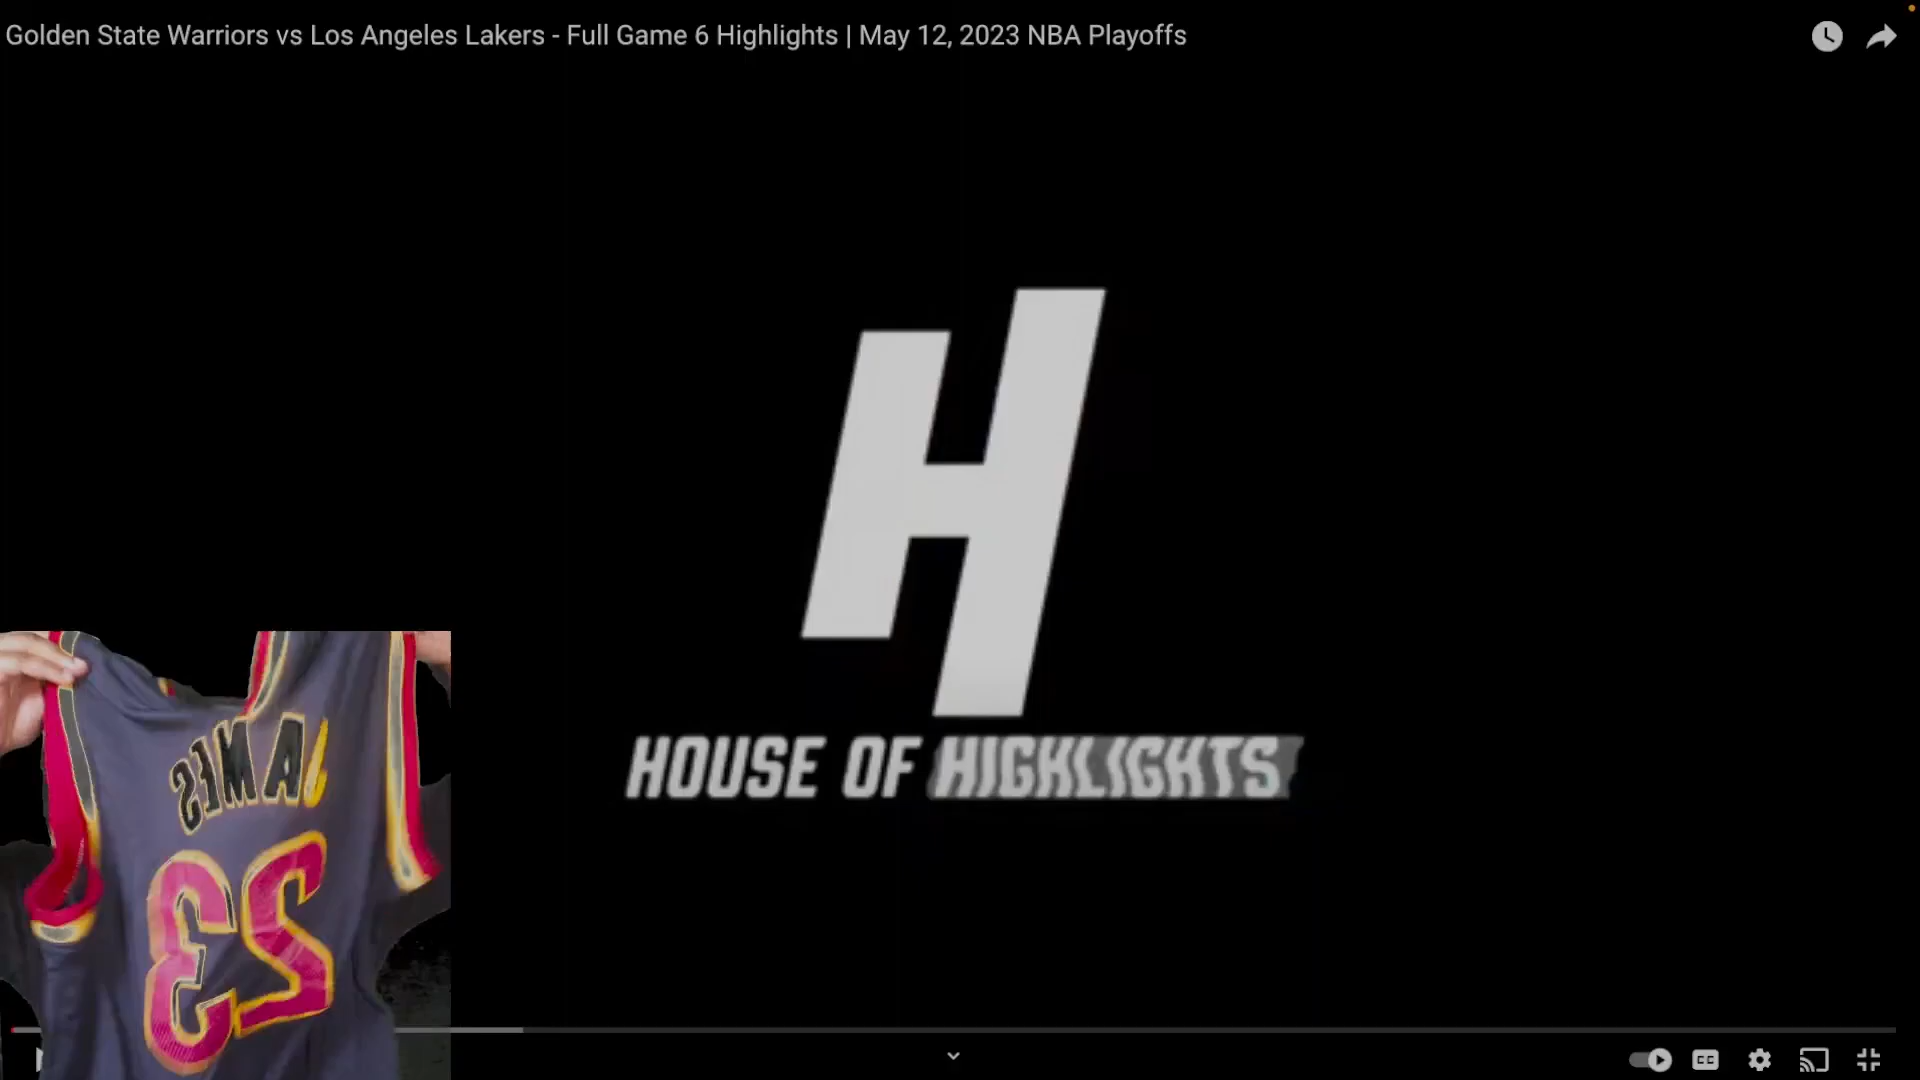 Golden State Warriors vs Los Angeles Lakers - Full Game 6 Highlights | May 12, 2023 NBA Playoffs
H
HOUSE OF HIGHLIGHTS
JAMES
23
CC